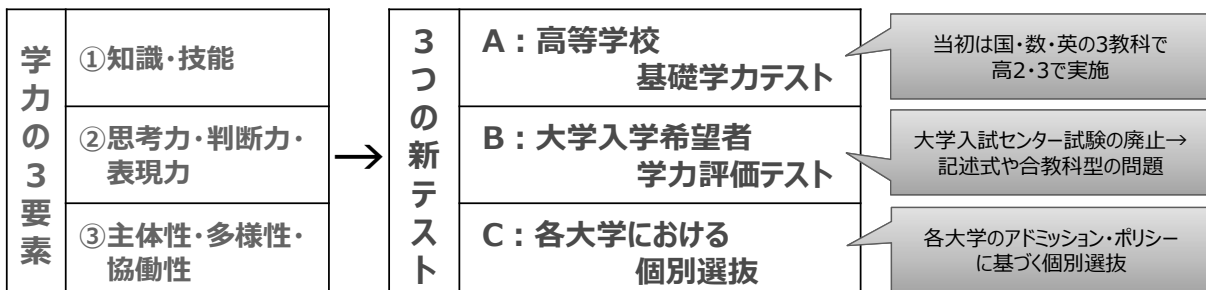 学力の3要素
①知識・技能
②思考力・判断力・
表現力
③主体性・多様性・
協働性
→
3つの新テスト
A：高等学校
基礎学力テスト
B：大学入学希望者
学力評価テスト
C：各大学における
個別選抜
当初は国・数・英の3教科で
高2・3で実施
大学入試センター試験の廃止→
記述式や合教科型の問題
各大学のアドミッション・ポリシー
に基づく個別選抜